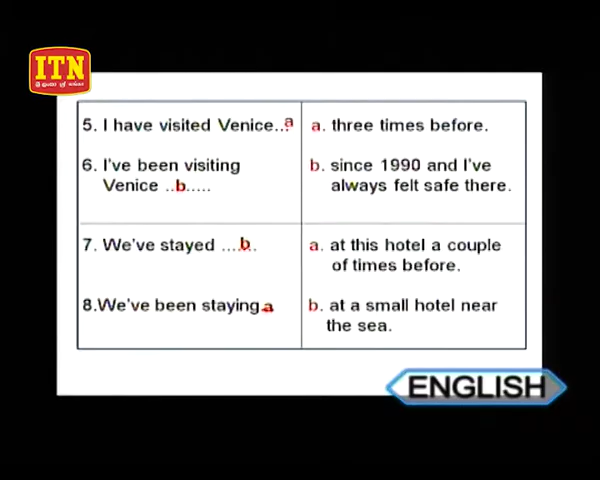 ITN
5. I have visited Venice...a
a. three times before.
6. I've been visiting
Venice ..b.....
b. since 1990 and I've
always felt safe there.
7. We've stayed ....b.
a. at this hotel a couple
of times before.
8.We've been staying.a
b. at a small hotel near
the sea.
ENGLISH